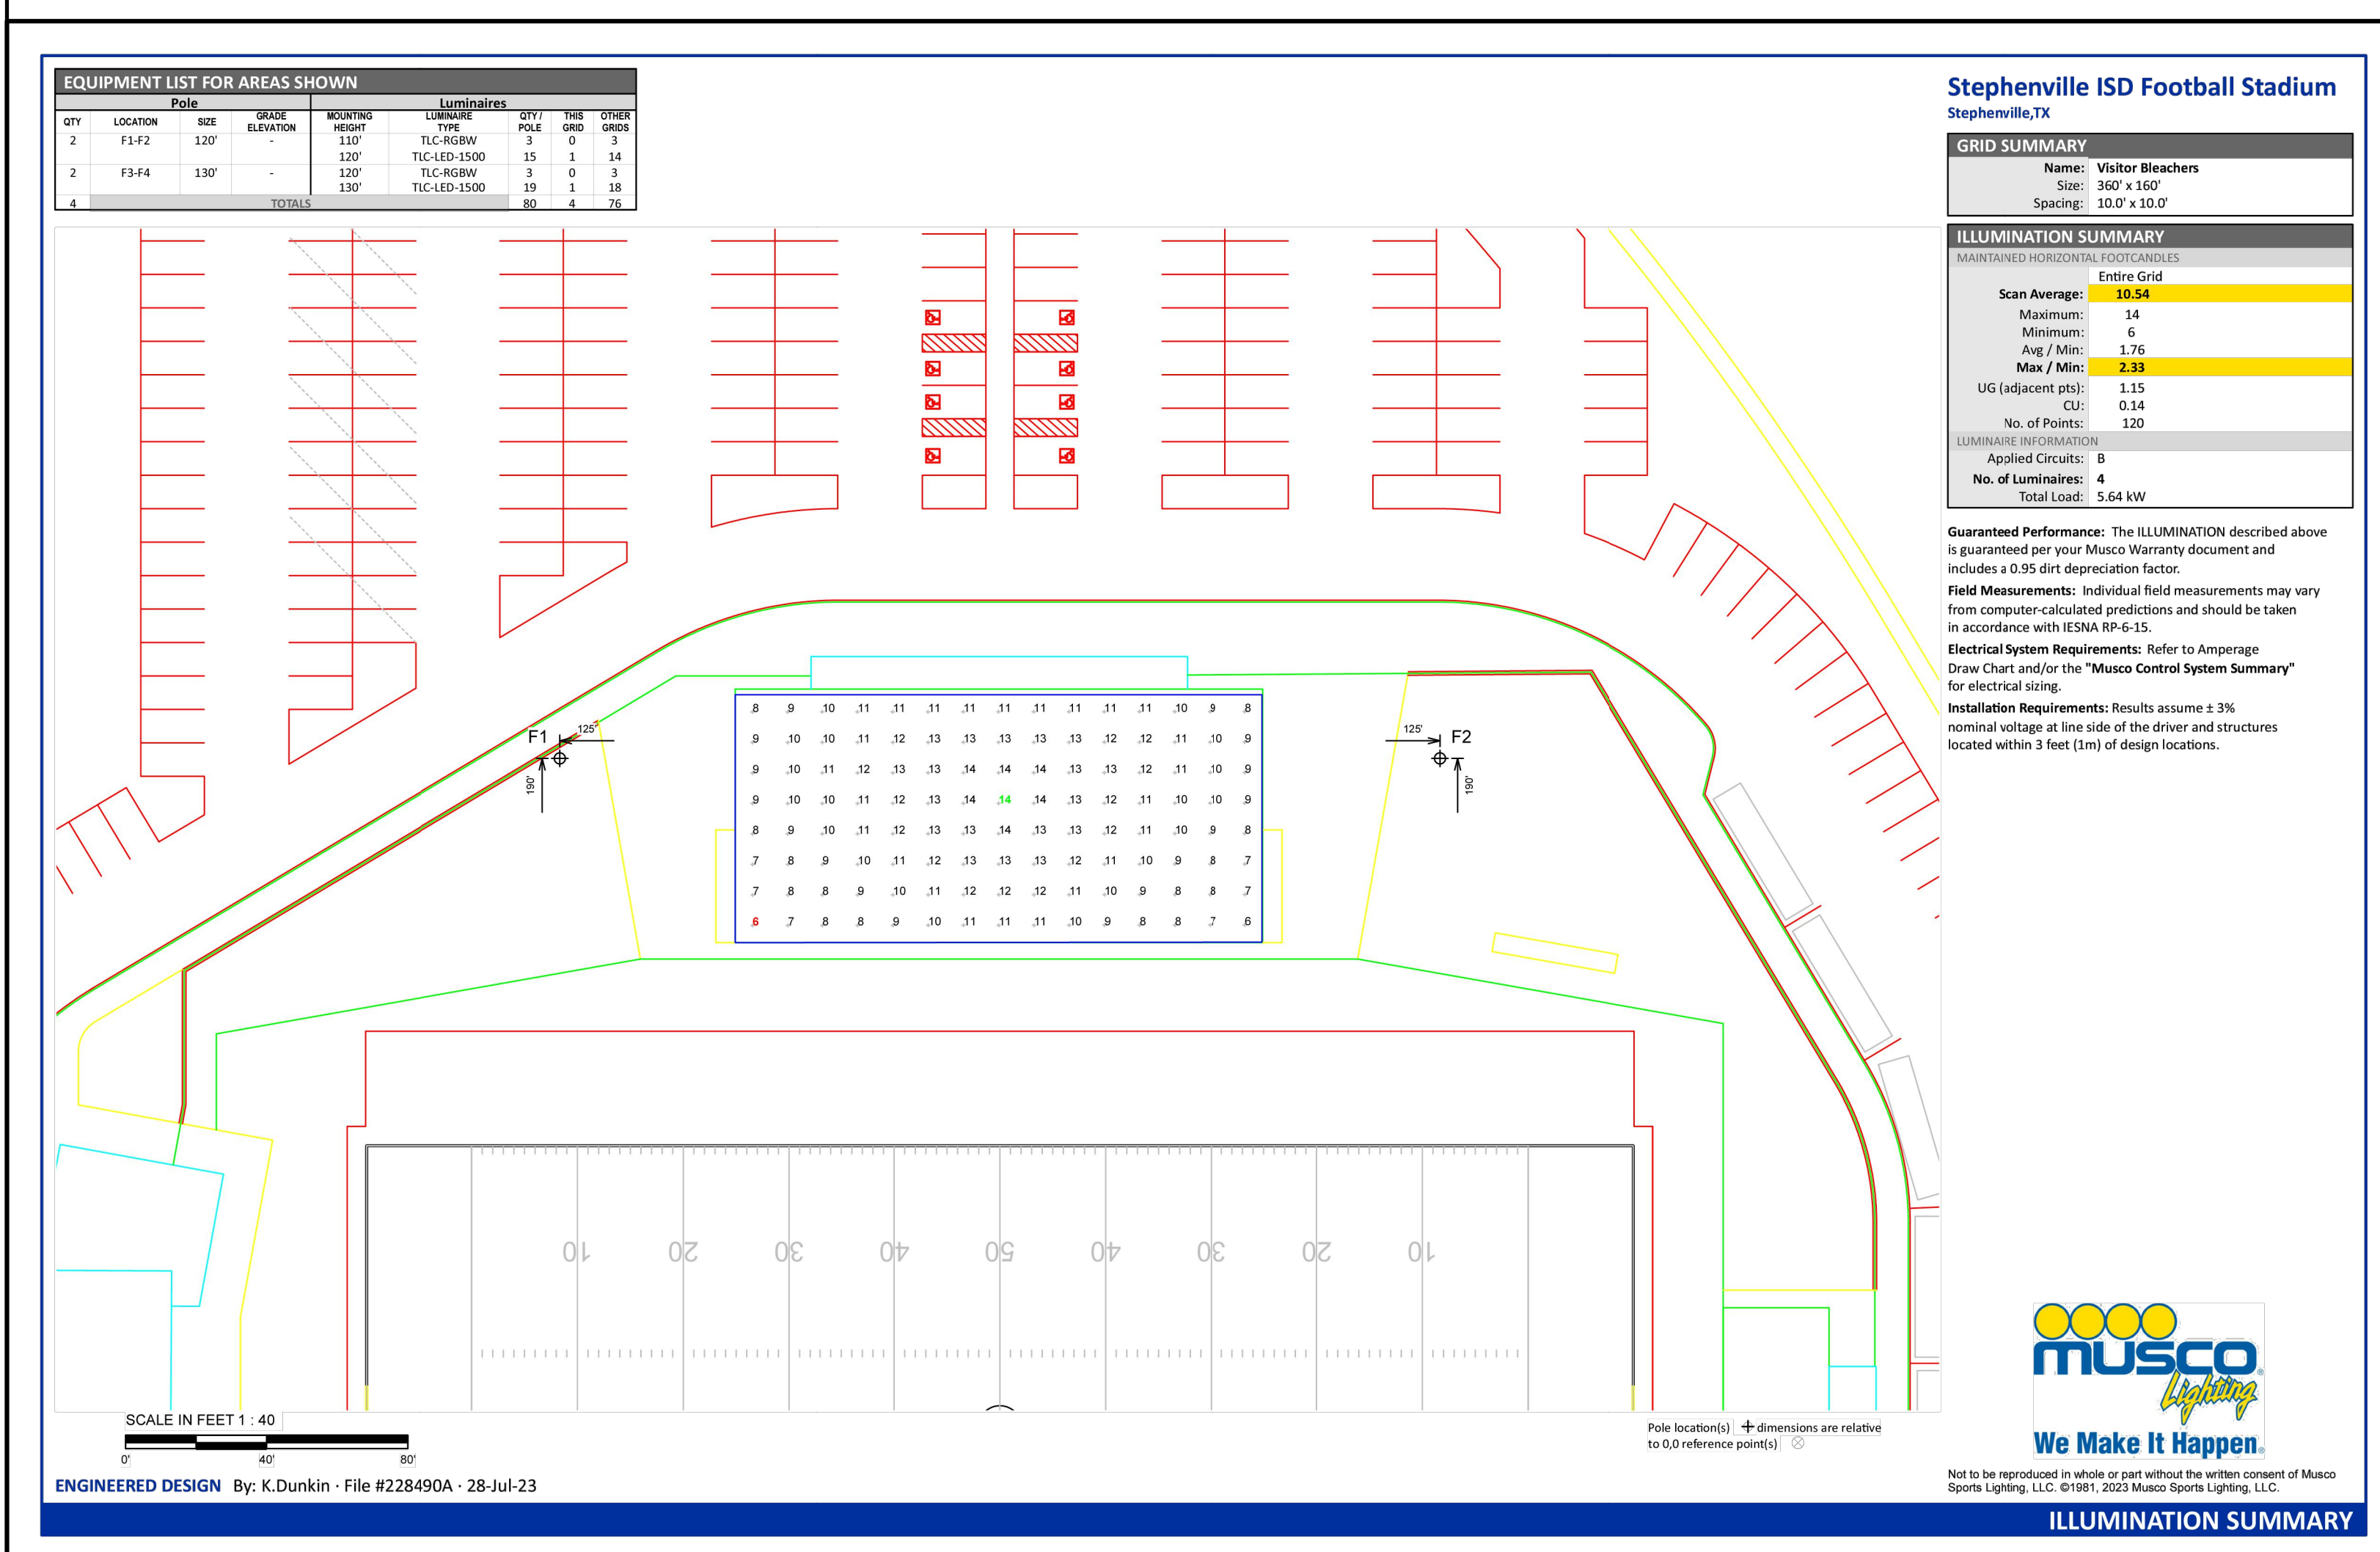 EQUIPMENT LIST FOR AREAS SHOWN
Pole Luminaires
QTY LOCATION SIZE GRADE ELEVATION MOUNTING HEIGHT LUMINAIRE TYPE QTY / POLE THIS GRID OTHER GRIDS
2 F1-F2 120' - 110' TLC-RGBW 3 0 3
120' TLC-LED-1500 15 1 14
2 F3-F4 130' - 120' TLC-RGBW 3 0 3
130' TLC-LED-1500 19 1 18
4 TOTALS 80 4 76
Stephenville ISD Football Stadium
Stephenville,TX
GRID SUMMARY
Name: Visitor Bleachers
Size: 360' x 160'
Spacing: 10.0' x 10.0'
ILLUMINATION SUMMARY
MAINTAINED HORIZONTAL FOOTCANDLES
Entire Grid
Scan Average: 10.54
Maximum: 14
Minimum: 6
Avg / Min: 1.76
Max / Min: 2.33
UG (adjacent pts): 1.15
CU: 0.14
No. of Points: 120
LUMINAIRE INFORMATION
Applied Circuits: B
No. of Luminaires: 4
Total Load: 5.64 kW
Guaranteed Performance: The ILLUMINATION described above
is guaranteed per your Musco Warranty document and
includes a 0.95 dirt depreciation factor.
Field Measurements: Individual field measurements may vary
from computer-calculated predictions and should be taken
in accordance with IESNA RP-6-15.
Electrical System Requirements: Refer to Amperage
Draw Chart and/or the "Musco Control System Summary"
for electrical sizing.
Installation Requirements: Results assume ± 3%
nominal voltage at line side of the driver and structures
located within 3 feet (1m) of design locations.
F1 125' 190'
125' F2 190'
8 9 10 11 11 11 11 11 11 11 11 11 10 9 8
9 10 10 11 12 13 13 13 13 13 12 12 11 10 9
9 10 11 12 13 13 14 14 14 13 13 12 11 10 9
9 10 10 11 12 13 14 14 14 13 12 11 10 10 9
8 9 10 11 12 13 13 14 13 13 12 11 10 9 8
7 8 9 10 11 12 13 13 13 12 11 10 9 8 7
7 8 8 9 10 11 12 12 12 11 10 9 8 8 7
6 7 8 8 9 10 11 11 11 10 9 8 8 7 6
10 20 30 40 50 40 30 20 10
SCALE IN FEET 1 : 40
0' 40' 80'
Pole location(s) dimensions are relative
to 0,0 reference point(s)
ENGINEERED DESIGN By: K.Dunkin · File #228490A · 28-Jul-23
musco
Lighting
We Make It Happen®
Not to be reproduced in whole or part without the written consent of Musco
Sports Lighting, LLC. ©1981, 2023 Musco Sports Lighting, LLC.
ILLUMINATION SUMMARY